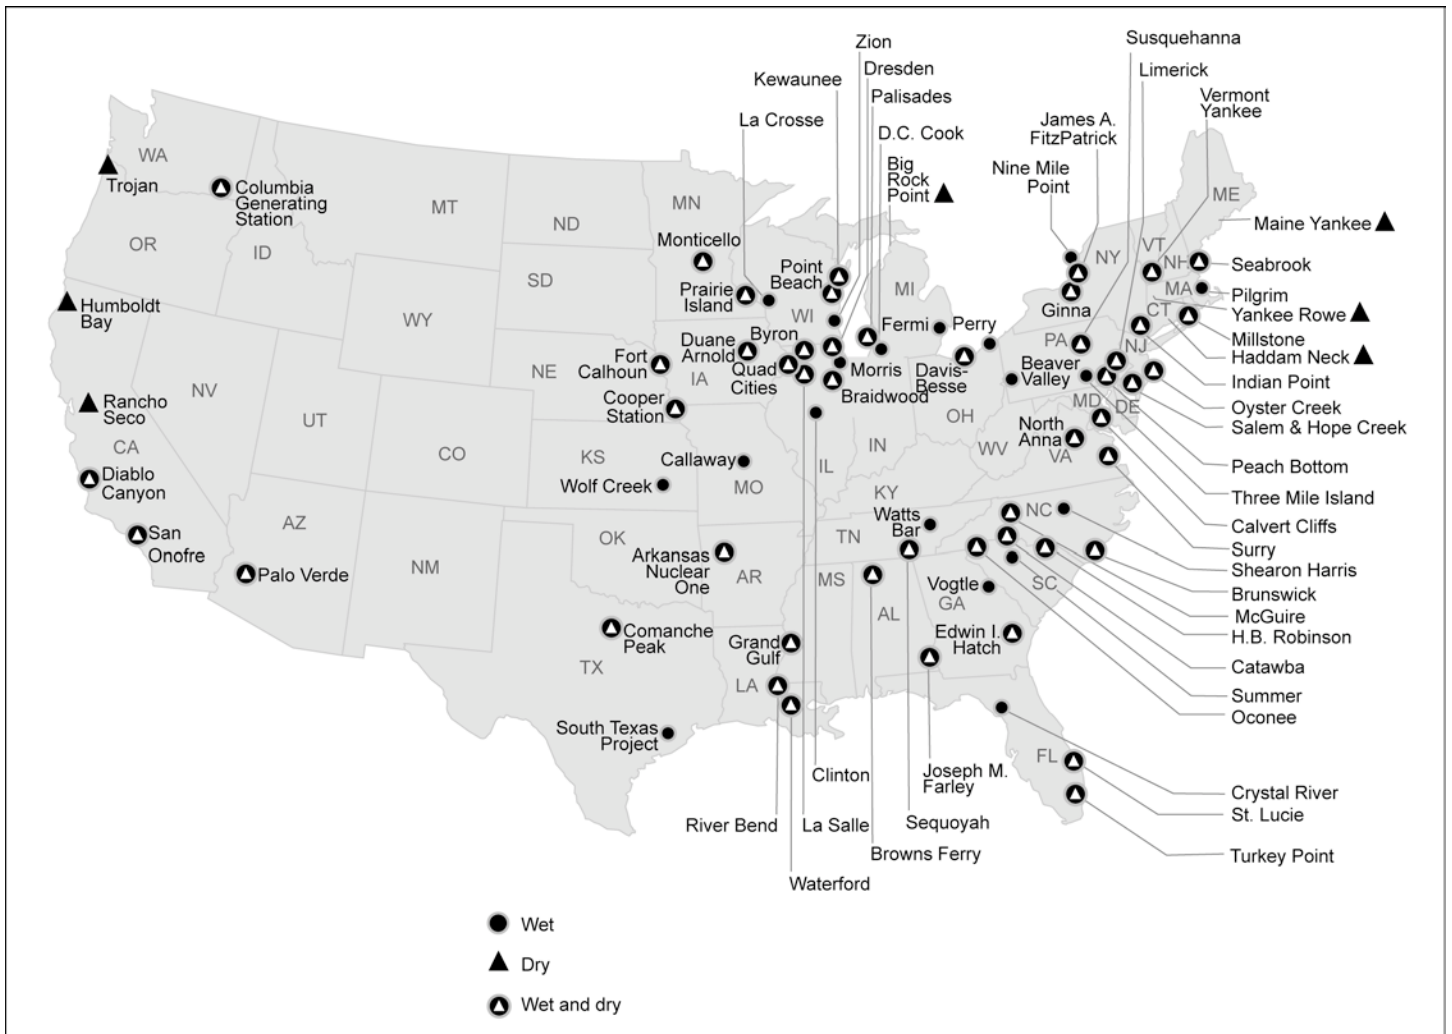 Zion
Dresden
Palisades
D.C. Cook
Big
Rock
Point
Kewaunee
La Crosse
Susquehanna
Limerick
Vermont
Yankee
James A.
FitzPatrick
Nine Mile
Point
WA
Trojan
Columbia
Generating
Station
OR
ID
MT
ND
MN
Monticello
SD
Prairie
Island
Point
Beach
WI
MI
NY
VT
NH
ME
Maine Yankee
Seabrook
MA
Pilgrim
Yankee Rowe
CT
Millstone
Haddam Neck
Ginna
Humboldt
Bay
WY
Byron
Fermi
Perry
PA
NJ
Indian Point
Duane
Arnold
Fort
Calhoun
NE
IA
Quad
Cities
Morris
Braidwood
Davis-
Besse
Beaver
Valley
Oyster Creek
Salem & Hope Creek
MD
DE
OH
Cooper
Station
Rancho
Seco
NV
UT
CO
CA
Diablo
Canyon
San
Onofre
KS
Callaway
Wolf Creek
MO
IL
IN
WV
North
Anna
VA
KY
Peach Bottom
Three Mile Island
Calvert Cliffs
Surry
Shearon Harris
Brunswick
McGuire
H.B. Robinson
Catawba
Summer
Oconee
AZ
Palo Verde
NM
OK
Arkansas
Nuclear
One
AR
TN
Watts
Bar
NC
SC
MS
AL
GA
Vogtle
Edwin I.
Hatch
Comanche
Peak
TX
Grand
Gulf
LA
South Texas
Project
FL
Clinton
Joseph M.
Farley
Crystal River
St. Lucie
Turkey Point
River Bend
La Salle
Sequoyah
Browns Ferry
Waterford
Wet
Dry
Wet and dry